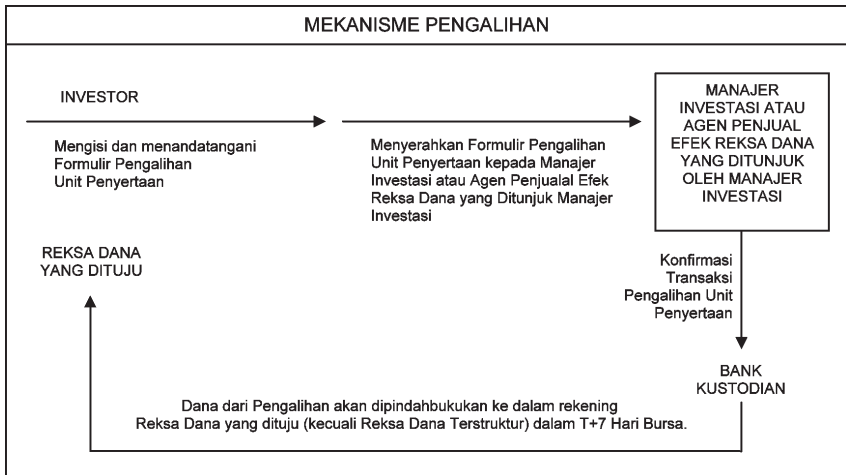 MEKANISME PENGALIHAN
INVESTOR
Mengisi dan menandatangani
Formulir Pengalihan
Unit Penyertaan
Menyerahkan Formulir Pengalihan
Unit Penyertaan kepada Manajer
Investasi atau Agen Penjualal Efek
Reksa Dana yang Ditunjuk Manajer
Investasi
MANAJER
INVESTASI ATAU
AGEN PENJUAL
EFEK REKSA DANA
YANG DITUNJUK
OLEH MANAJER
INVESTASI
Konfirmasi
Transaksi
Pengalihan Unit
Penyertaan
BANK
KUSTODIAN
Dana dari Pengalihan akan dipindahbukukan ke dalam rekening
Reksa Dana yang dituju (kecuali Reksa Dana Terstruktur) dalam T+7 Hari Bursa.
REKSA DANA
YANG DITUJU